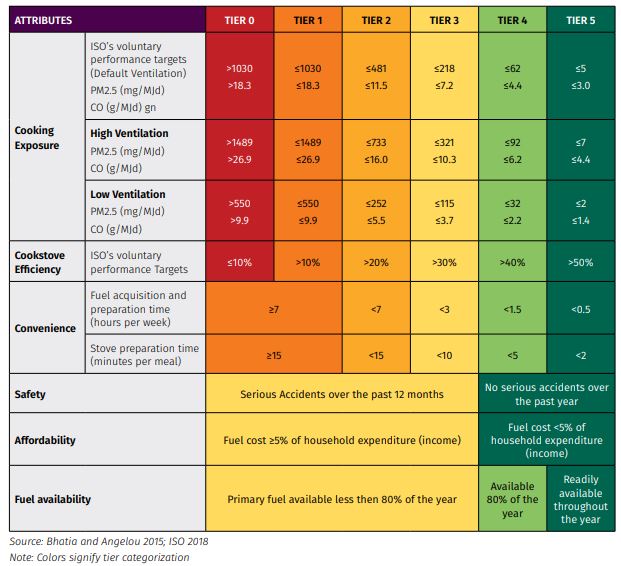 ATTRIBUTES TIER 0 TIER 1 TIER 2 TIER 3 TIER 4 TIER 5
Cooking
Exposure
ISO's voluntary
performance targets
(Default Ventilation)
PM2.5 (mg/MJd)
CO (g/MJd) gn
>1030 ≤1030 ≤481 ≤218 ≤62 ≤5
>18.3 ≤18.3 ≤11.5 ≤7.2 ≤4.4 ≤3.0
High Ventilation
PM2.5 (mg/MJd)
CO (g/MJd)
>1489 ≤1489 ≤733 ≤321 ≤92 ≤7
>26.9 ≤26.9 ≤16.0 ≤10.3 ≤6.2 ≤4.4
Low Ventilation
PM2.5 (mg/MJd)
CO (g/MJd)
>550 ≤550 ≤252 ≤115 ≤32 ≤2
>9.9 ≤9.9 ≤5.5 ≤3.7 ≤2.2 ≤1.4
Cookstove
Efficiency
ISO's voluntary
performance Targets
≤10% >10% >20% >30% >40% >50%
Convenience
Fuel acquisition and
preparation time
(hours per week)
≥7 <7 <3 <1.5 <0.5
Stove preparation time
(minutes per meal)
≥15 <15 <10 <5 <2
Safety
Serious Accidents over the past 12 months
No serious accidents over
the past year
Affordability
Fuel cost ≥5% of household expenditure (income)
Fuel cost <5% of
household expenditure
(income)
Fuel availability
Primary fuel available less then 80% of the year
Available
80% of the
year
Readily
available
throughout
the year
Source: Bhatia and Angelou 2015; ISO 2018
Note: Colors signify tier categorization